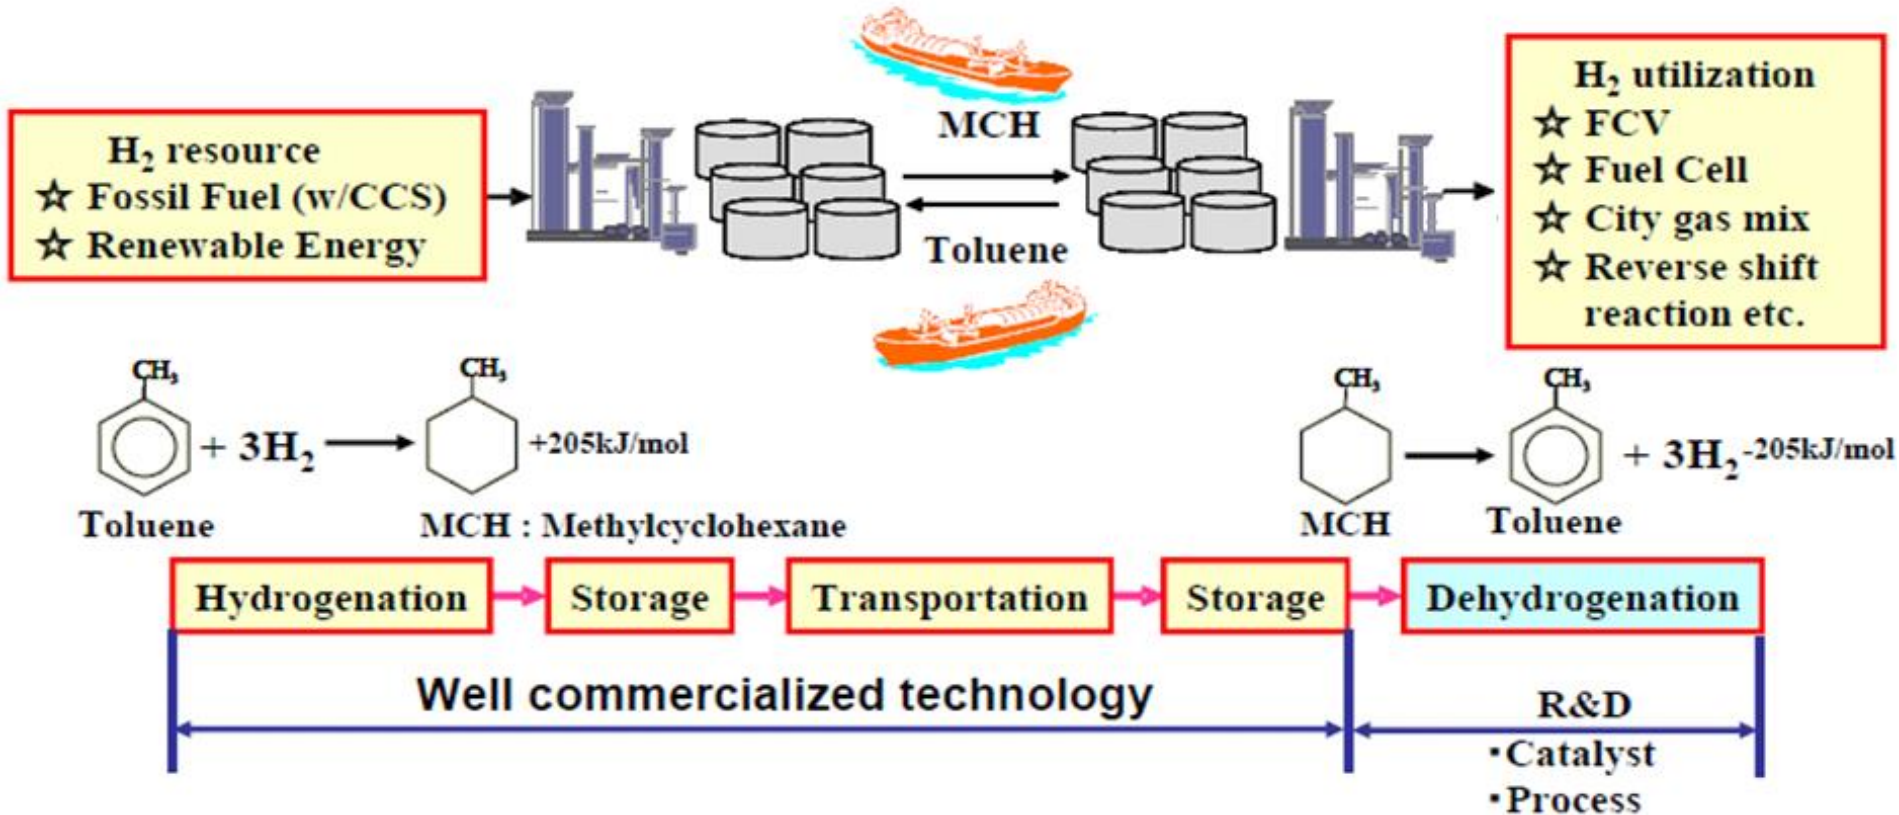 H₂ resource
☆ Fossil Fuel (w/CCS)
☆ Renewable Energy
MCH
Toluene
H₂ utilization
☆ FCV
☆ Fuel Cell
☆ City gas mix
☆ Reverse shift
reaction etc.
CH₃
+ 3H₂
Toluene
CH₃
+205kJ/mol
MCH : Methylcyclohexane
CH₃
MCH
CH₃
+ 3H₂ -205kJ/mol
Toluene
Hydrogenation
Storage
Transportation
Storage
Dehydrogenation
Well commercialized technology
R&D
・Catalyst
・Process